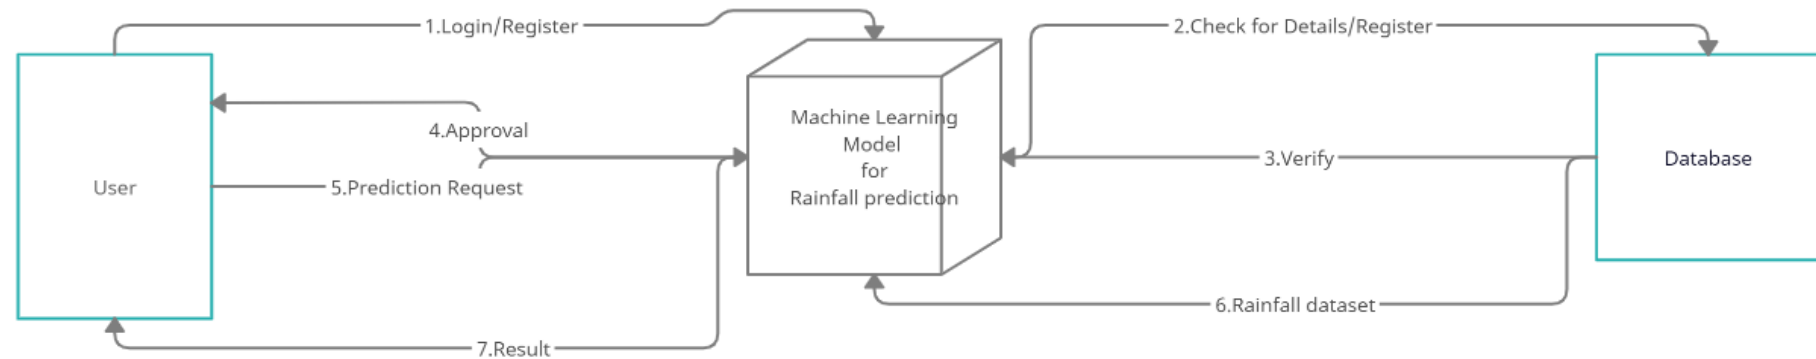 1.Login/Register
2.Check for Details/Register
Machine Learning
Model
for
Rainfall prediction
4.Approval
3.Verify
Database
User
5.Prediction Request
6.Rainfall dataset
7.Result